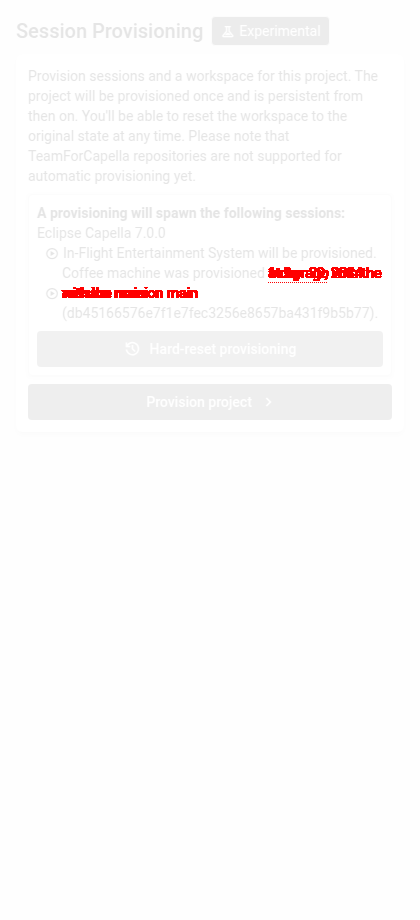 Session Provisioning
Experimental
Provision sessions and a workspace for this project. The
project will be provisioned once and is persistent from
then on. You'll be able to reset the workspace to the
original state at any time. Please note that
TeamForCapella repositories are not supported for
automatic provisioning yet.
A provisioning will spawn the following sessions:
Eclipse Capella 7.0.0
In-Flight Entertainment System will be provisioned.
Coffee machine was provisioned
main
(db45166576e7f1e7fec3256e8657ba431f9b5b77).
Hard-reset provisioning
Provision project